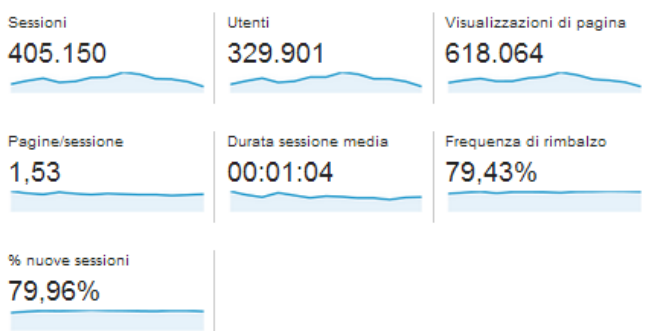 Sessioni
405.150
Utenti
329.901
Visualizzazioni di pagina
618.064
Pagine/sessione
1,53
Durata sessione media
00:01:04
Frequenza di rimbalzo
79,43%
% nuove sessioni
79,96%